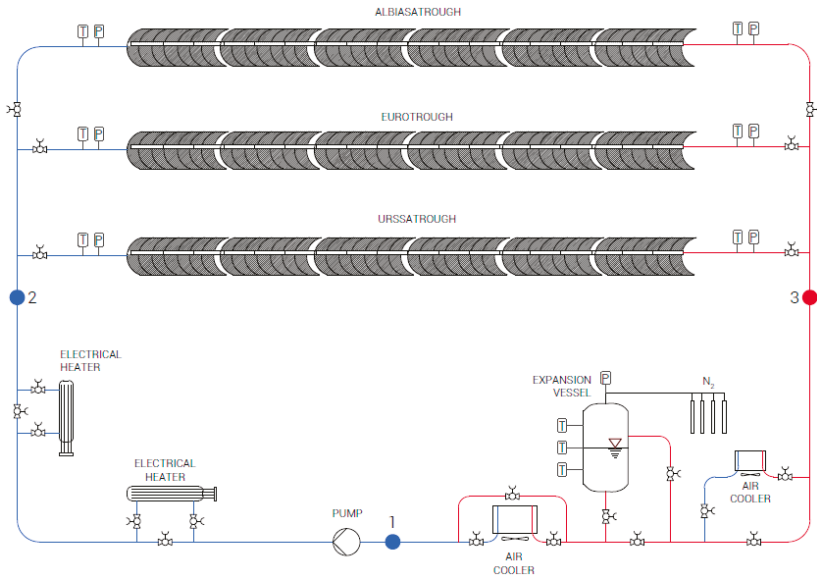 ALBIASATROUGH
T P
T P
EUROTROUGH
T P
T P
URSSATROUGH
T P
T P
2
3
ELECTRICAL
HEATER
EXPANSION
VESSEL
P
N₂
T
T
T
ELECTRICAL
HEATER
AIR
COOLER
PUMP
1
AIR
COOLER